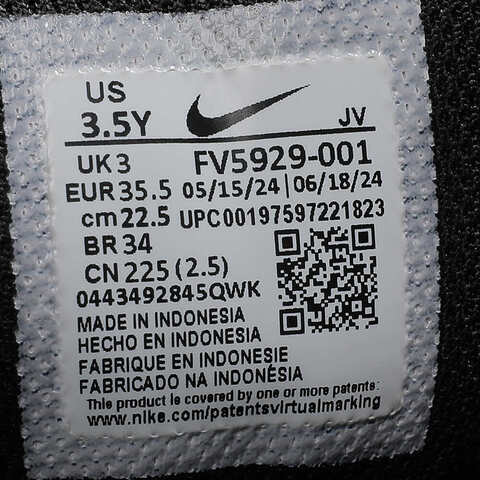 US
3.5Y
JV
UK 3 FV5929-001
EUR 35.5 05/15/24 | 06/18/24
cm 22.5 UPC00197597221823
BR 34
CN 225 (2.5)
0443492845QWK
MADE IN INDONESIA
HECHO EN INDONESIA
FABRIQUE EN INDONESIE
FABRICADO NA INDONÉSIA
This product is covered by one or more patents:
www.nike.com/patentsvirtualmarking